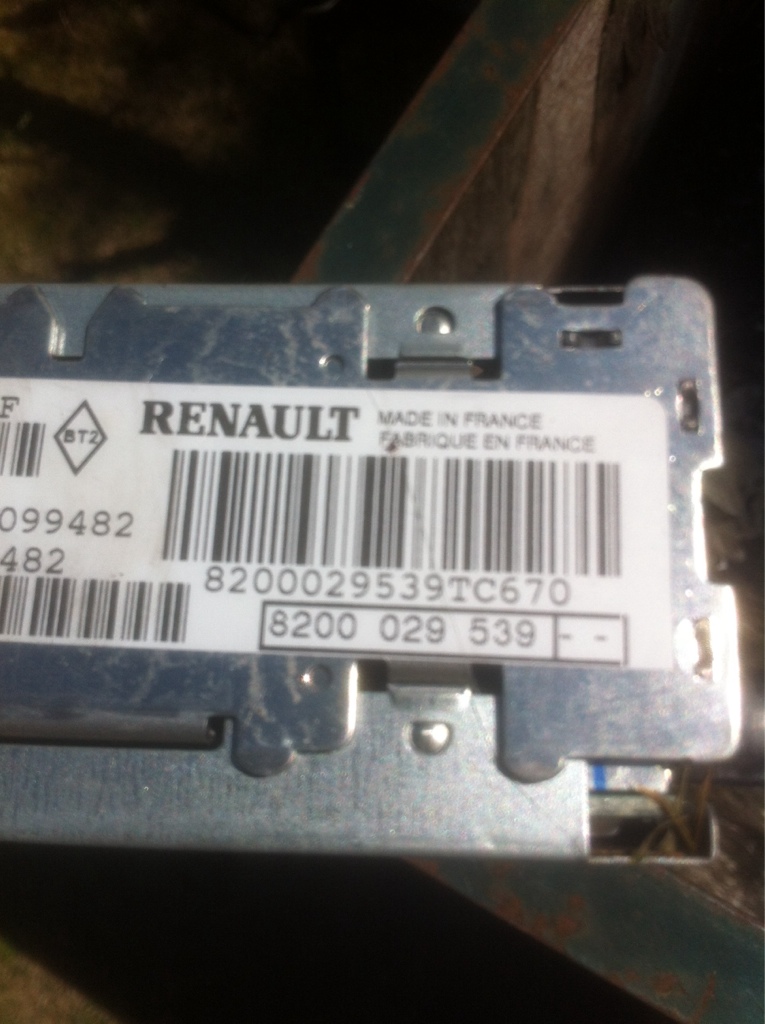 F
BT2
RENAULT
MADE IN FRANCE
FABRIQUE EN FRANCE
099482
482
8200029539TC670
8200 029 539 - -